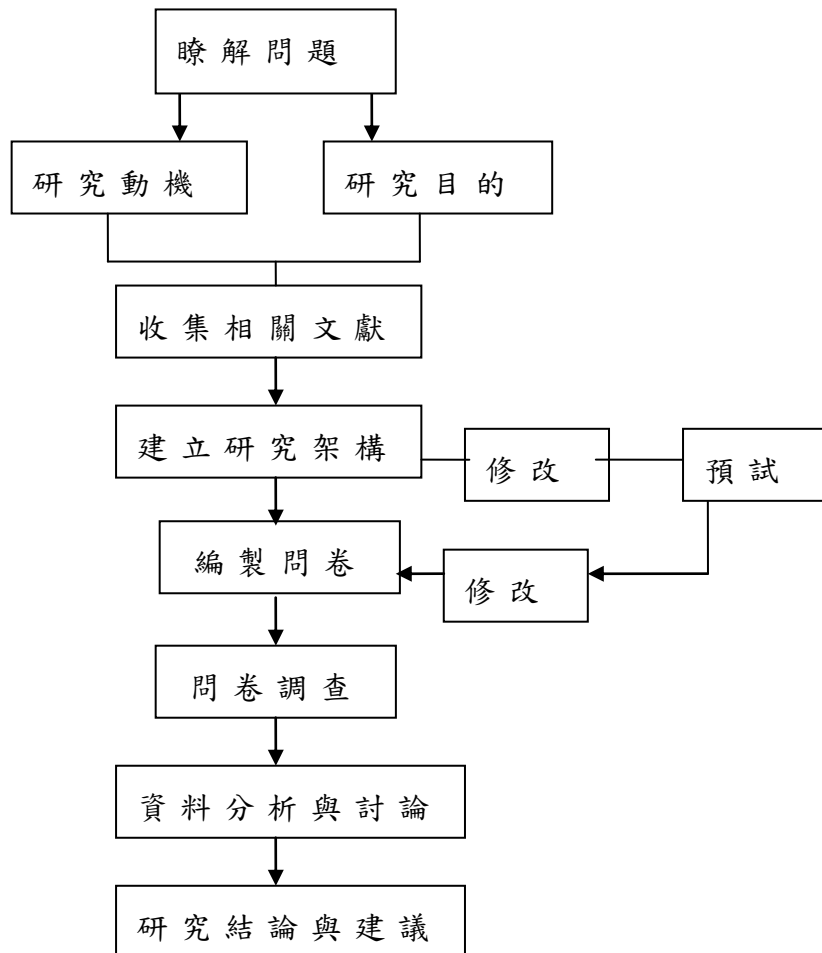 瞭解問題
研究動機
研究目的
收集相關文獻
建立研究架構
修改
預試
編製問卷
修改
問卷調查
資料分析與討論
研究結論與建議